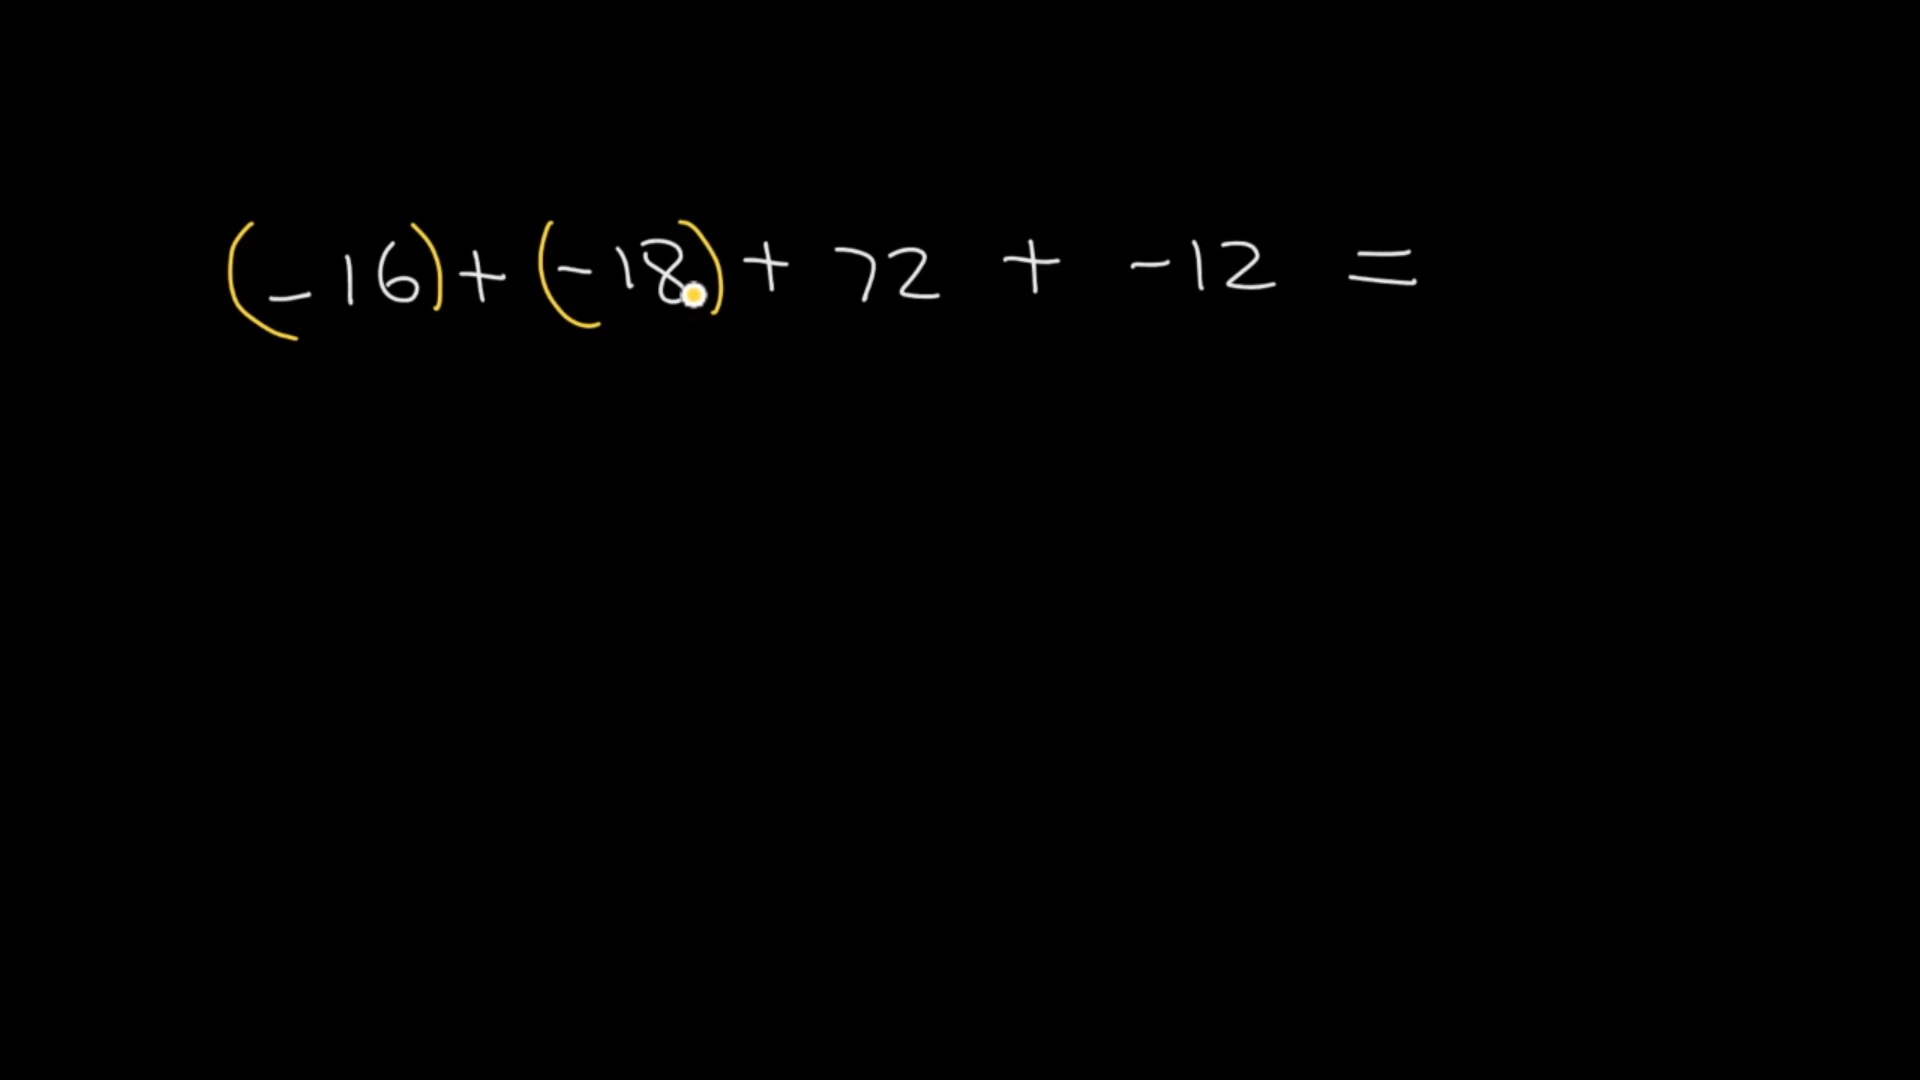 (-16) + (-18) + 72 + -12 =